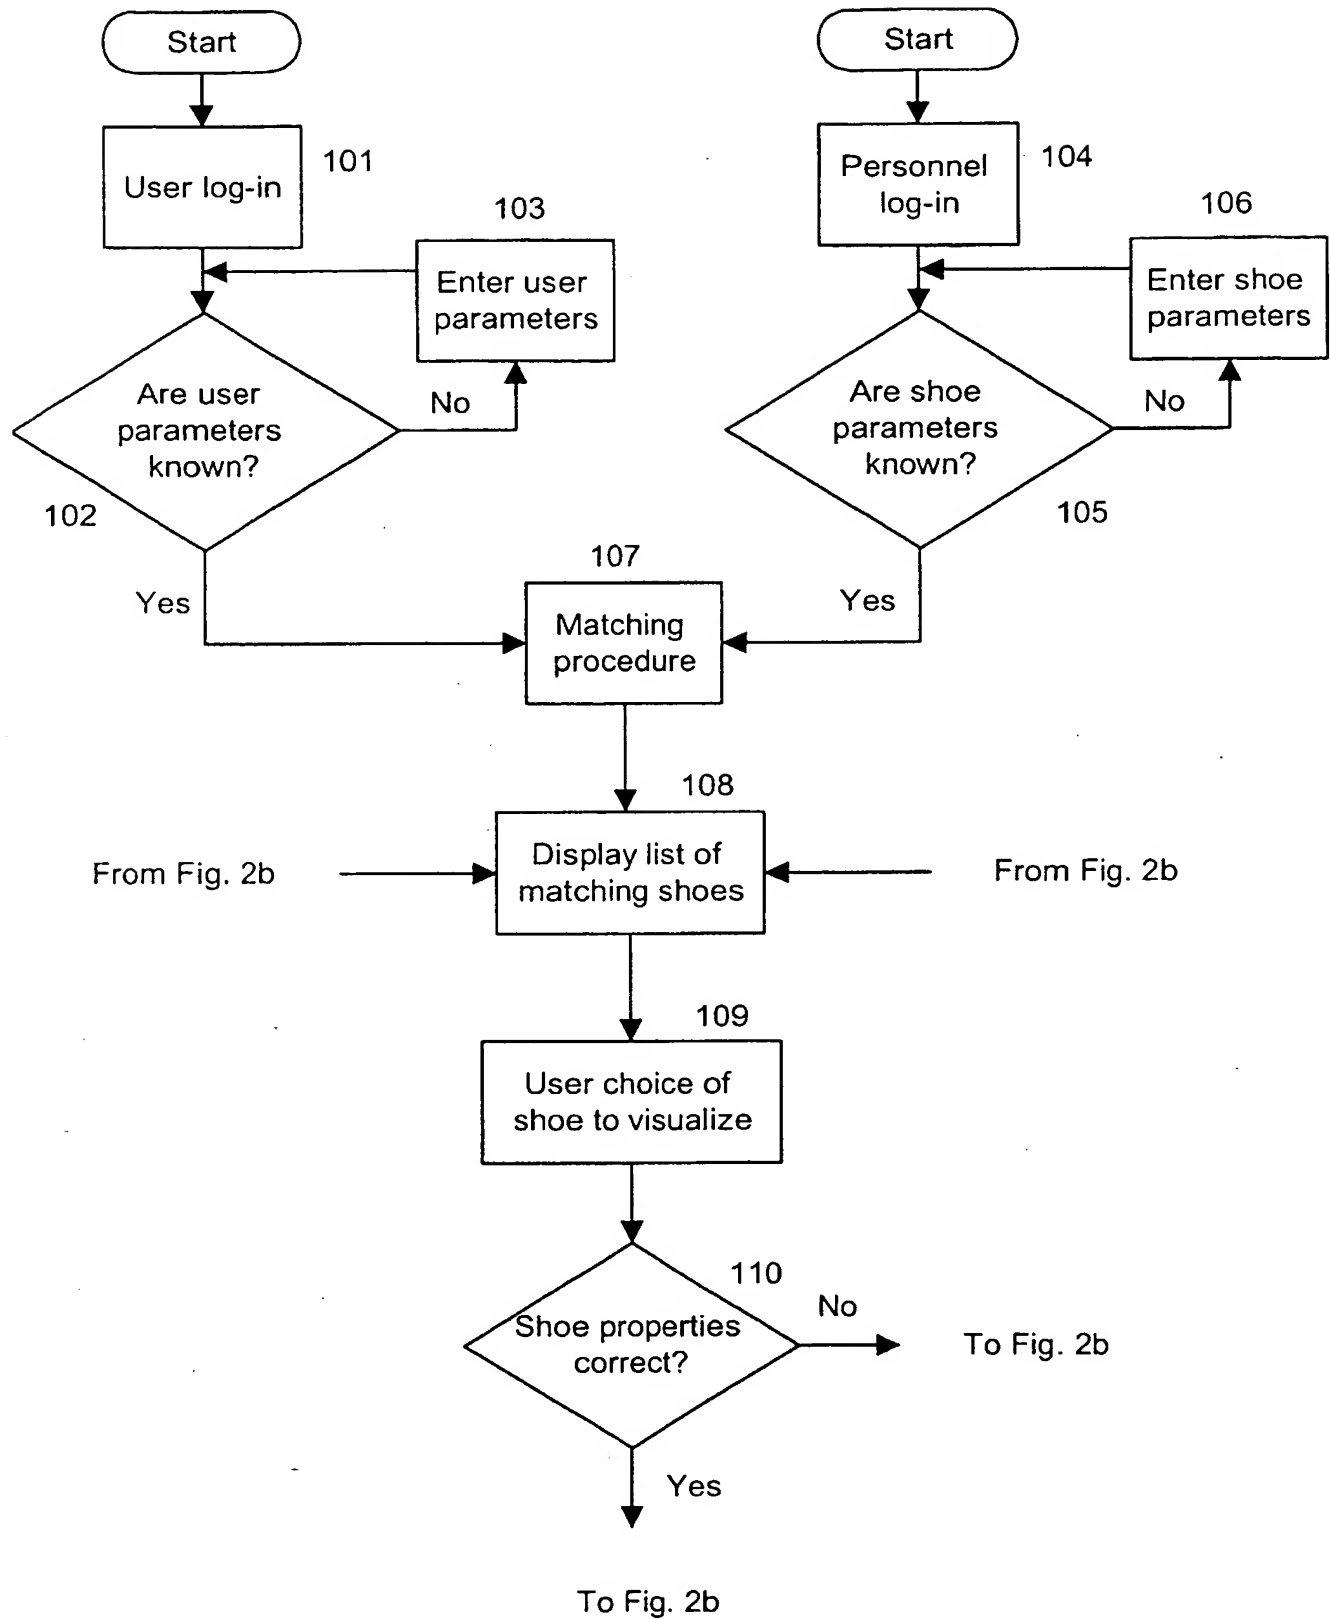 Start
Start
User log-in
101
Personnel
log-in
104
103
106
Enter user
parameters
Enter shoe
parameters
Are user
parameters
known?
No
Are shoe
parameters
known?
No
102
105
107
Yes
Yes
Matching
procedure
108
From Fig. 2b
Display list of
matching shoes
From Fig. 2b
109
User choice of
shoe to visualize
110
No
Shoe properties
correct?
To Fig. 2b
Yes
To Fig. 2b